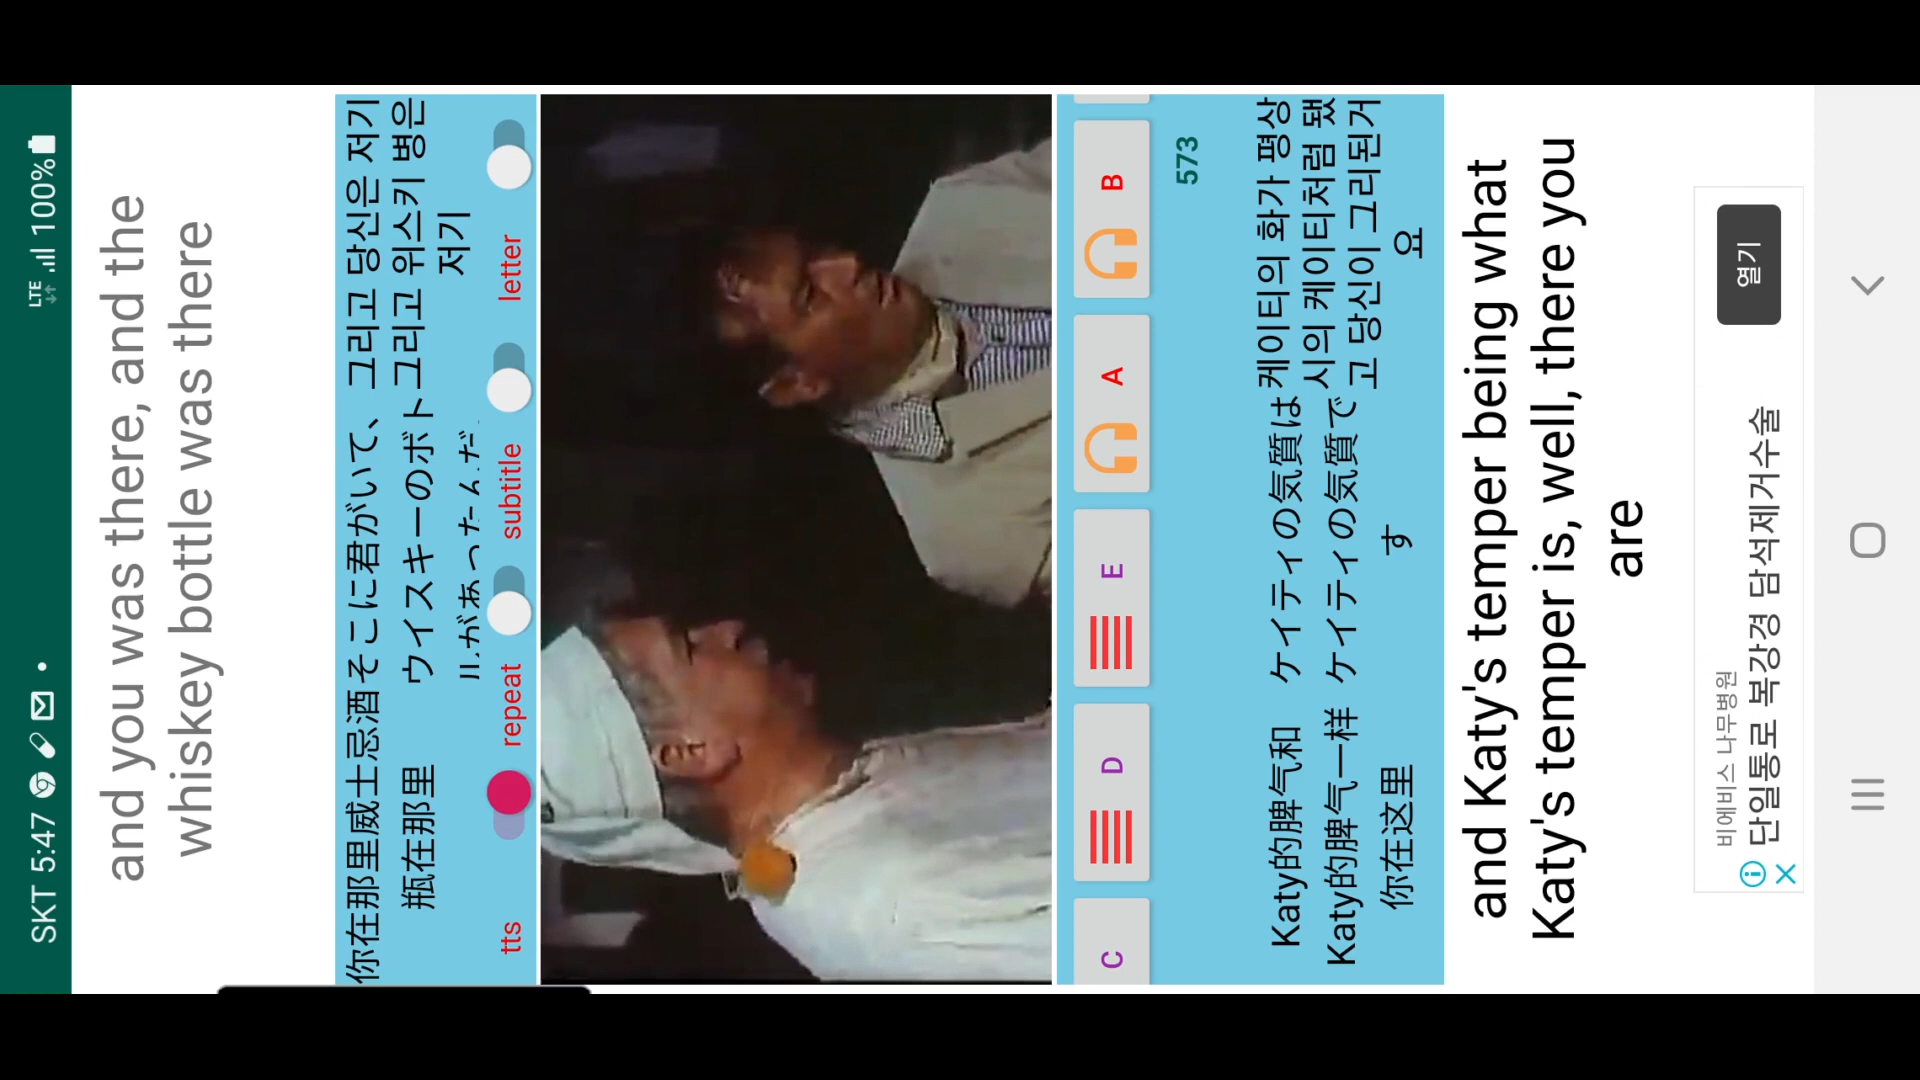 SKT 5:47
LTE
100%
and you was there, and the
whiskey bottle was there
你在那里威士忌酒
瓶在那里
そこに君がいて、
ウイスキーのボト
그리고 당신은 저기
그리고 위스키 병은
저기
tts
repeat
subtitle
letter
C
D
E
A
B
573
Katy的脾气和
Katy的脾气一样
你在这里
ケイティの気質は
ケイティの気質で
す
케이티의 화가 평상
시의 케이티처럼 됐
고 당신이 그리된거
요
and Katy's temper being what
Katy's temper is, well, there you
are
비에비스 나무병원
단일통로 복강경 담석제거수술
열기